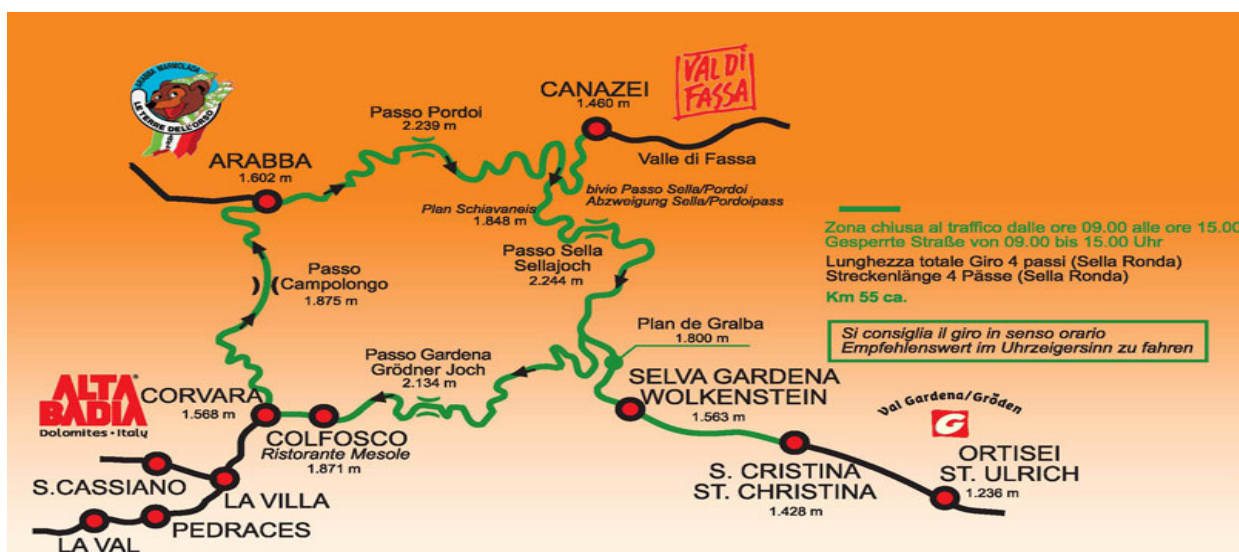 ARABBA MARMOLADA
LE TERRE DELL'ORSO
ARABBA
1.602 m
Passo Pordoi
2.239 m
CANAZEI
1.460 m
VAL DI
FASSA
Valle di Fassa
bivio Passo Sella/Pordoi
Abzweigung Sella/Pordoipass
Plan Schiavaneis
1.848 m
Passo Sella
Sellajoch
2.244 m
Zona chiusa al traffico dalle ore 09.00 alle ore 15.00
Gesperrte Straße von 09.00 bis 15.00 Uhr
Lunghezza totale Giro 4 passi (Sella Ronda)
Streckenlänge 4 Pässe (Sella Ronda)
Km 55 ca.
Si consiglia il giro in senso orario
Empfehlenswert im Uhrzeigersinn zu fahren
Passo
Campolongo
1.875 m
Plan de Gralba
1.800 m
Passo Gardena
Grödner Joch
2.134 m
SELVA GARDENA
WOLKENSTEIN
1.563 m
ALTA
BADIA
Dolomites • Italy
CORVARA
1.568 m
COLFOSCO
Ristorante Mesole
1.871 m
Val Gardena/Gröden
G
ORTISEI
ST. ULRICH
1.236 m
S. CRISTINA
ST. CHRISTINA
1.428 m
S.CASSIANO
LA VILLA
PEDRACES
LA VAL